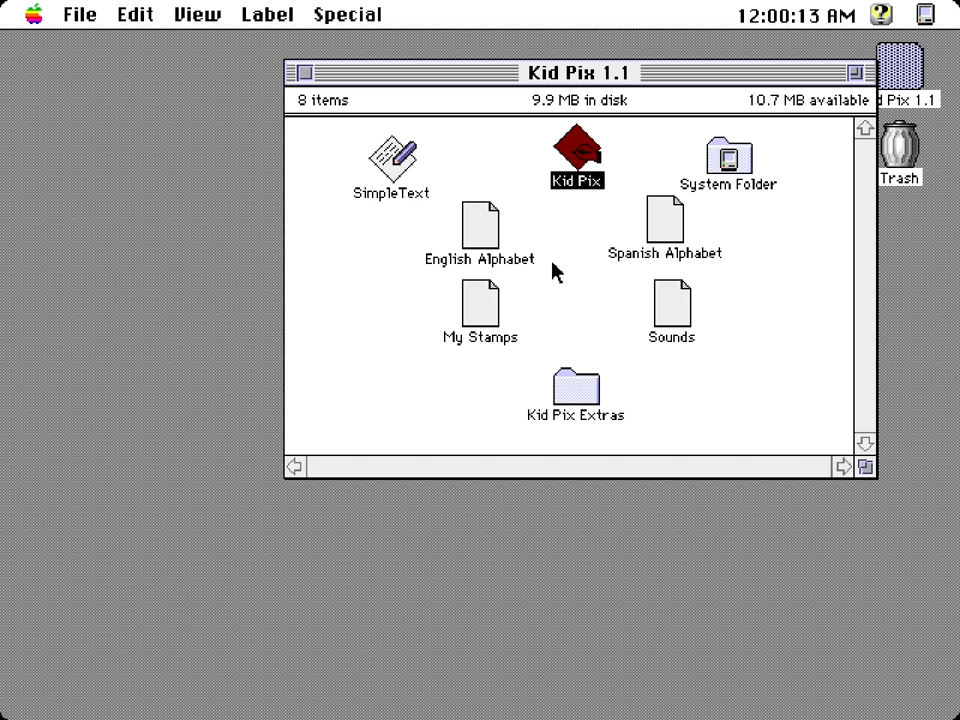 File Edit View Label Special 12:00:13 AM
Kid Pix 1.1
8 items 9.9 MB in disk 10.7 MB available
d Pix 1.1
SimpleText
Kid Pix
System Folder
Trash
English Alphabet
Spanish Alphabet
My Stamps
Sounds
Kid Pix Extras